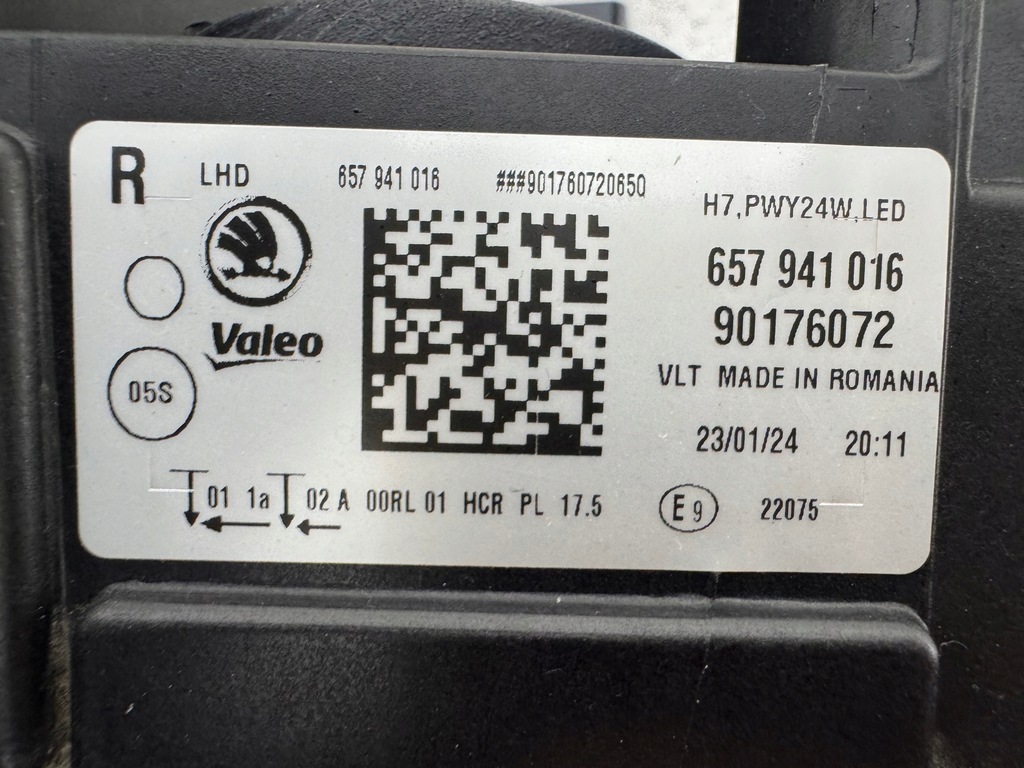 R LHD 657 941 016 ###901760720650
H7,PWY24W,LED
657 941 016
Valeo
90176072
05S
VLT MADE IN ROMANIA
23/01/24 20:11
01 1a 02 A 00RL 01 HCR PL 17.5 E9 22075